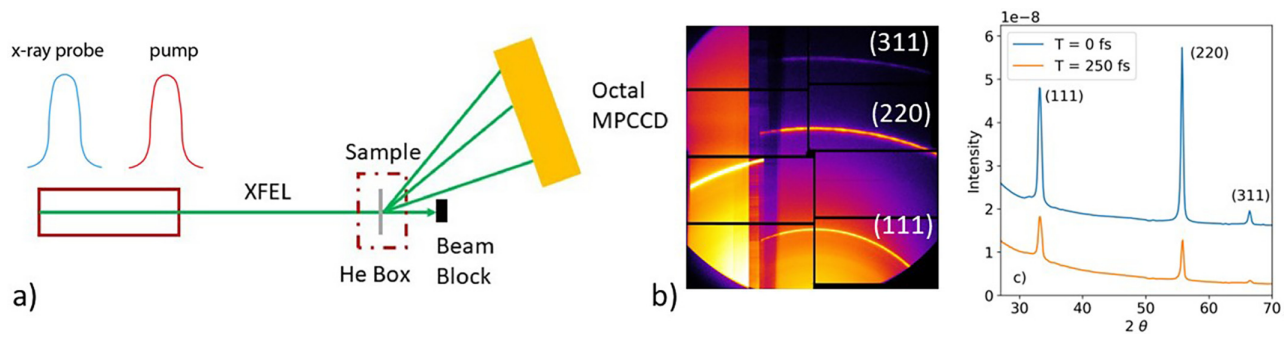 x-ray probe
pump
XFEL
Sample
He Box
Beam
Block
Octal
MPCCD
a)
(311)
(220)
(111)
b)
1e−8
T = 0 fs
T = 250 fs
(111)
(220)
(311)
Intensity
6
5
4
3
2
1
0
30
40
50
60
70
2 θ
c)